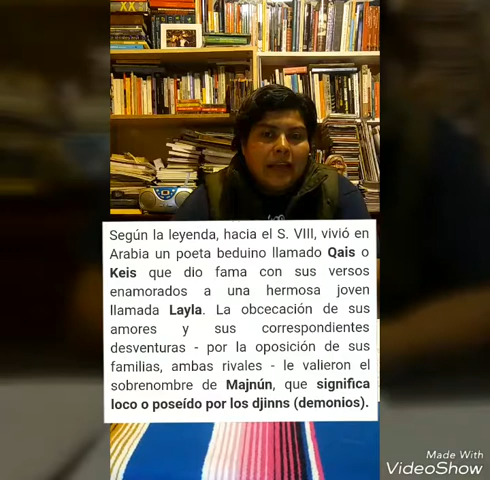 Según la leyenda, hacia el S. VIII, vivió en
Arabia un poeta beduino llamado Qais o
Keis que dio fama con sus versos
enamorados a una hermosa joven
llamada Layla. La obcecación de sus
amores y sus correspondientes
desventuras - por la oposición de sus
familias, ambas rivales - le valieron el
sobrenombre de Majnún, que significa
loco o poseído por los djinns (demonios).
Made With
VideoShow